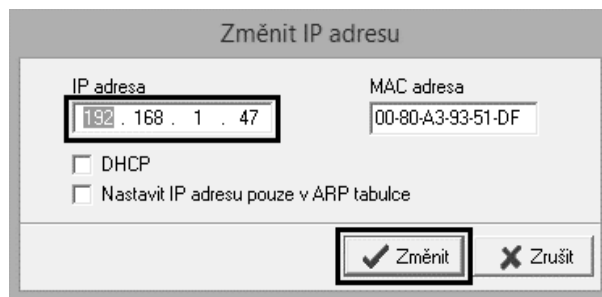 Změnit IP adresu
IP adresa
MAC adresa
192 . 168 . 1 . 47
00-80-A3-93-51-DF
DHCP
Nastavit IP adresu pouze v ARP tabulce
Změnit
Zrušit